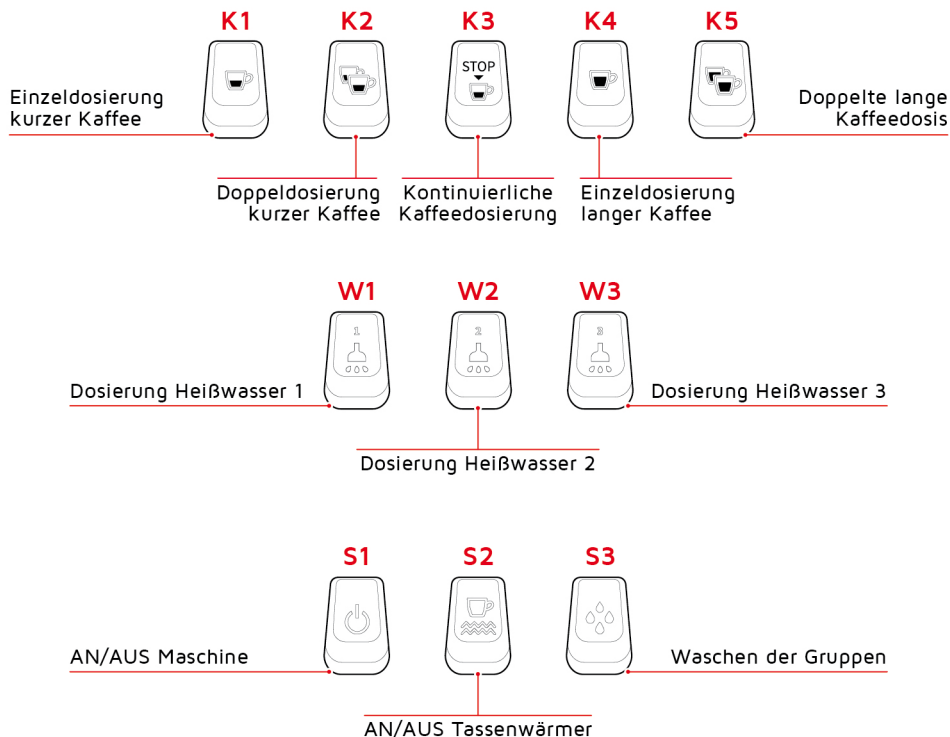 K1 K2 K3 K4 K5
STOP
Einzeldosierung
kurzer Kaffee
Doppelte lange
Kaffeedosis
Doppeldosierung
kurzer Kaffee
Kontinuierliche
Kaffeedosierung
Einzeldosierung
langer Kaffee
W1 W2 W3
1 2 3
Dosierung Heißwasser 1
Dosierung Heißwasser 3
Dosierung Heißwasser 2
S1 S2 S3
AN/AUS Maschine
Waschen der Gruppen
AN/AUS Tassenwärmer